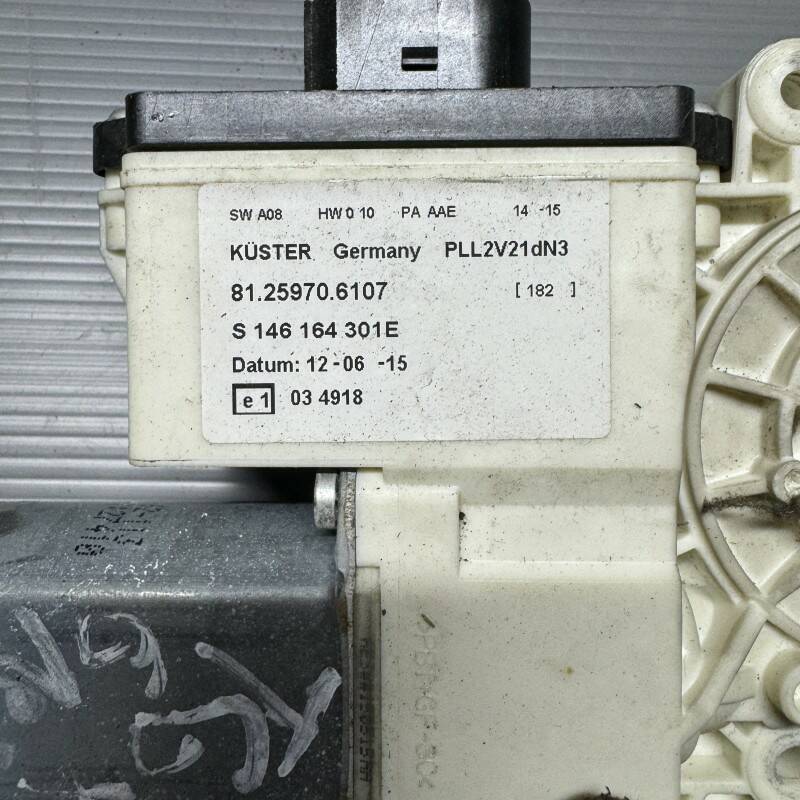 SW A08 HW 0 10 PA AAE 14 -15
KÜSTER Germany PLL2V21dN3
81.25970.6107 [ 182 ]
S 146 164 301E
Datum: 12-06 -15
e 1 03 4918